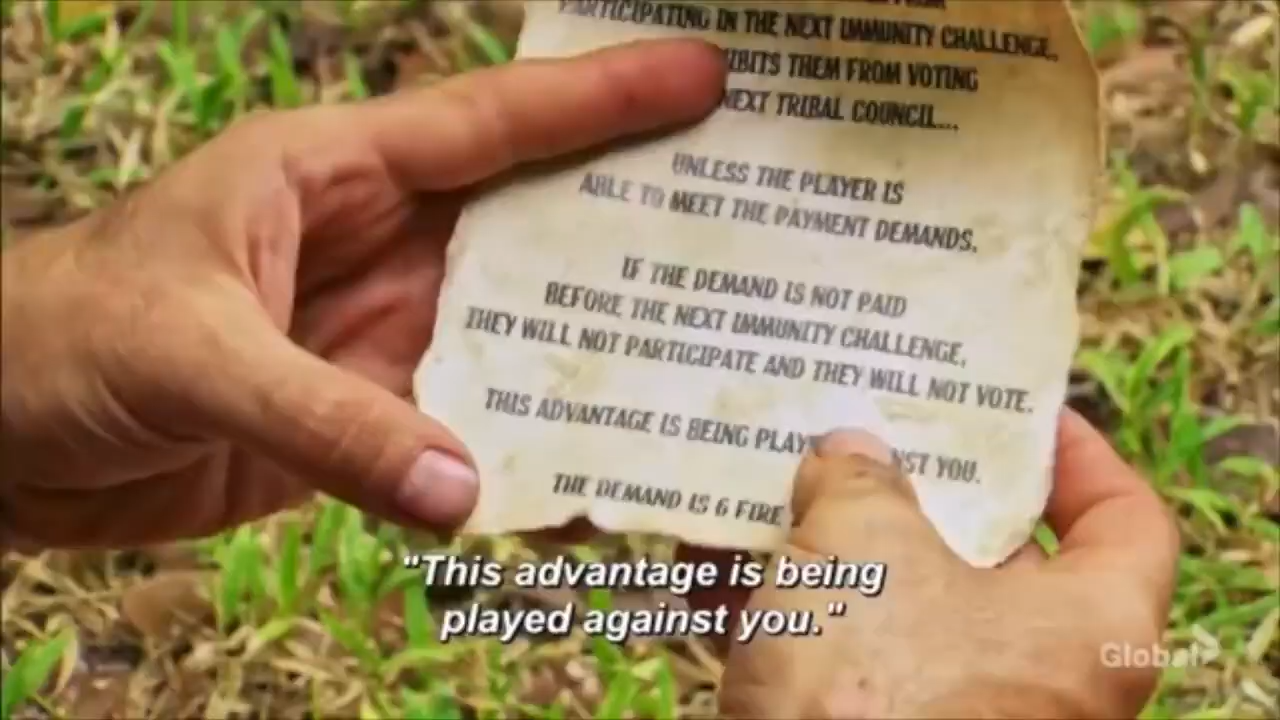 PARTICIPATING IN THE NEXT IMMUNITY CHALLENGE,
THEM FROM VOTING
NEXT TRIBAL COUNCIL...
UNLESS THE PLAYER IS
ABLE TO MEET THE PAYMENT DEMANDS.
IF THE DEMAND IS NOT PAID
BEFORE THE NEXT IMMUNITY CHALLENGE,
THEY WILL NOT PARTICIPATE AND THEY WILL NOT VOTE.
THIS ADVANTAGE IS BEING YOU.
THE DEMAND IS 6 FIRE
"This advantage is being
played against you."
Global